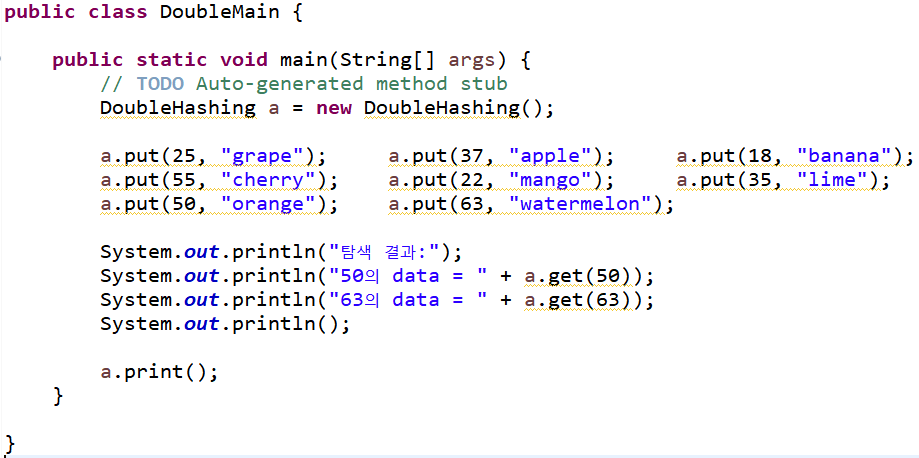 public class DoubleMain {
public static void main(String[] args) {
// TODO Auto-generated method stub
DoubleHashing a = new DoubleHashing();
a.put(25, "grape"); a.put(37, "apple"); a.put(18, "banana");
a.put(55, "cherry"); a.put(22, "mango"); a.put(35, "lime");
a.put(50, "orange"); a.put(63, "watermelon");
System.out.println("탐색 결과:");
System.out.println("50의 data = " + a.get(50));
System.out.println("63의 data = " + a.get(63));
System.out.println();
a.print();
}
}